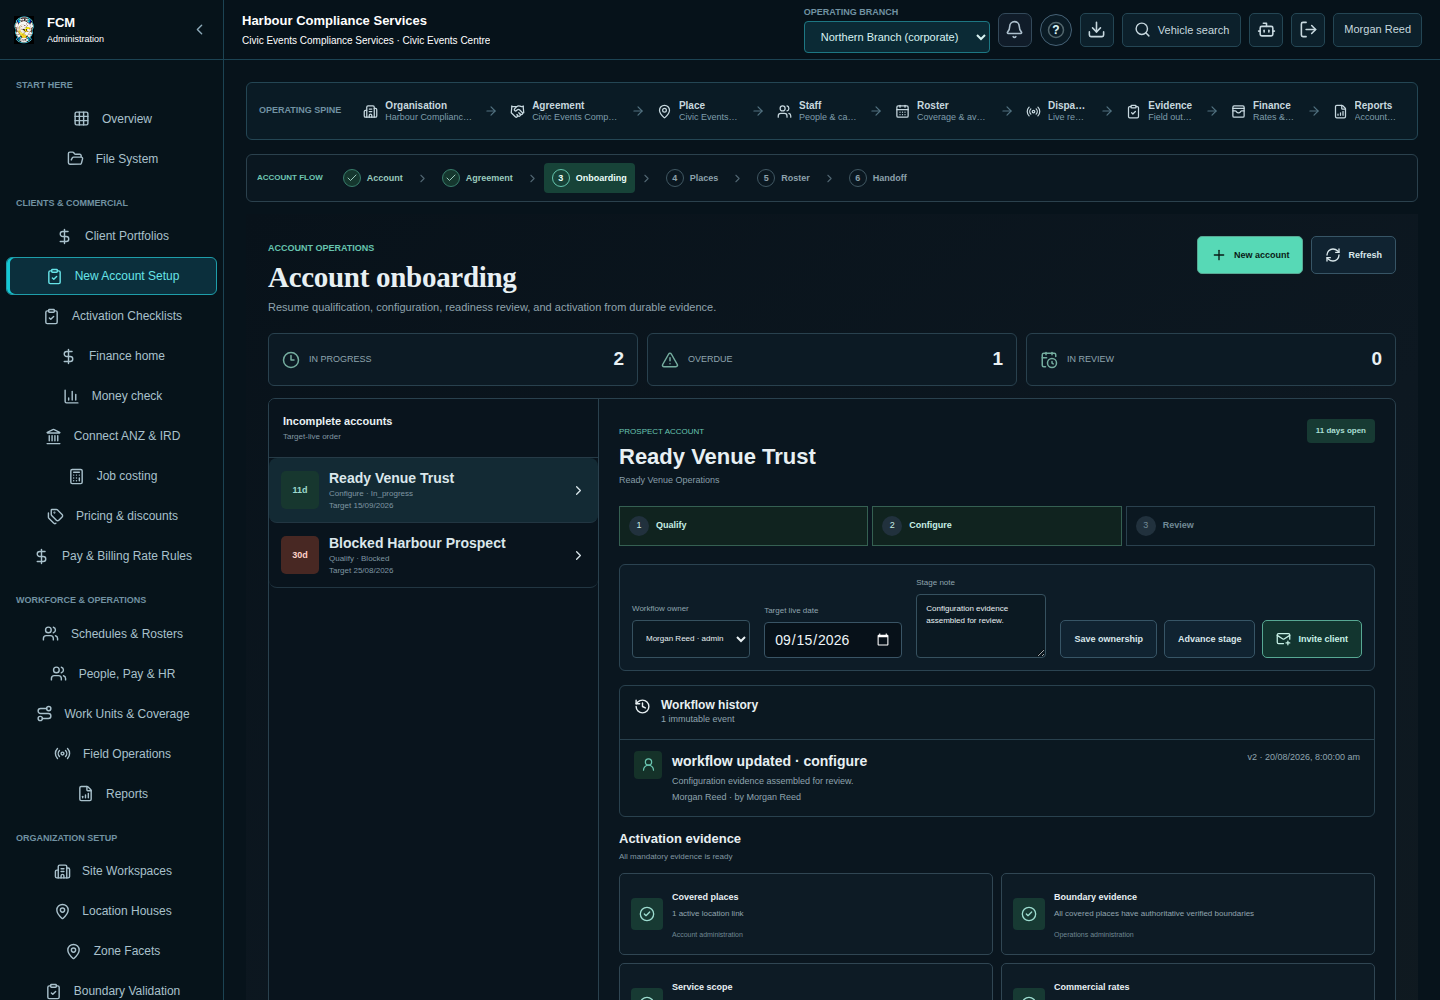 FCM
Administration
START HERE
Overview
File System
CLIENTS & COMMERCIAL
Client Portfolios
New Account Setup
Activation Checklists
Finance home
Money check
Connect ANZ & IRD
Job costing
Pricing & discounts
Pay & Billing Rate Rules
WORKFORCE & OPERATIONS
Schedules & Rosters
People, Pay & HR
Work Units & Coverage
Field Operations
Reports
ORGANIZATION SETUP
Site Workspaces
Location Houses
Zone Facets
Boundary Validation
Harbour Compliance Services
Civic Events Compliance Services · Civic Events Centre
OPERATING BRANCH
Northern Branch (corporate)
?
Vehicle search
Morgan Reed
OPERATING SPINE
Organisation
Harbour Complianc…
Agreement
Civic Events Comp…
Place
Civic Events…
Staff
People & ca…
Roster
Coverage & av…
Dispa…
Live re…
Evidence
Field out…
Finance
Rates &…
Reports
Account…
ACCOUNT FLOW
Account
Agreement
3 Onboarding
4 Places
5 Roster
6 Handoff
ACCOUNT OPERATIONS
Account onboarding
Resume qualification, configuration, readiness review, and activation from durable evidence.
New account
Refresh
IN PROGRESS 2
OVERDUE 1
IN REVIEW 0
Incomplete accounts
Target-live order
11d
Ready Venue Trust
Configure · In_progress
Target 15/09/2026
30d
Blocked Harbour Prospect
Qualify · Blocked
Target 25/08/2026
PROSPECT ACCOUNT
11 days open
Ready Venue Trust
Ready Venue Operations
1 Qualify
2 Configure
3 Review
Workflow owner
Morgan Reed · admin
Target live date
09/15/2026
Stage note
Configuration evidence
assembled for review.
Save ownership
Advance stage
Invite client
Workflow history
1 immutable event
workflow updated · configure
v2 · 20/08/2026, 8:00:00 am
Configuration evidence assembled for review.
Morgan Reed · by Morgan Reed
Activation evidence
All mandatory evidence is ready
Covered places
1 active location link
Account administration
Boundary evidence
All covered places have authoritative verified boundaries
Operations administration
Service scope
Commercial rates